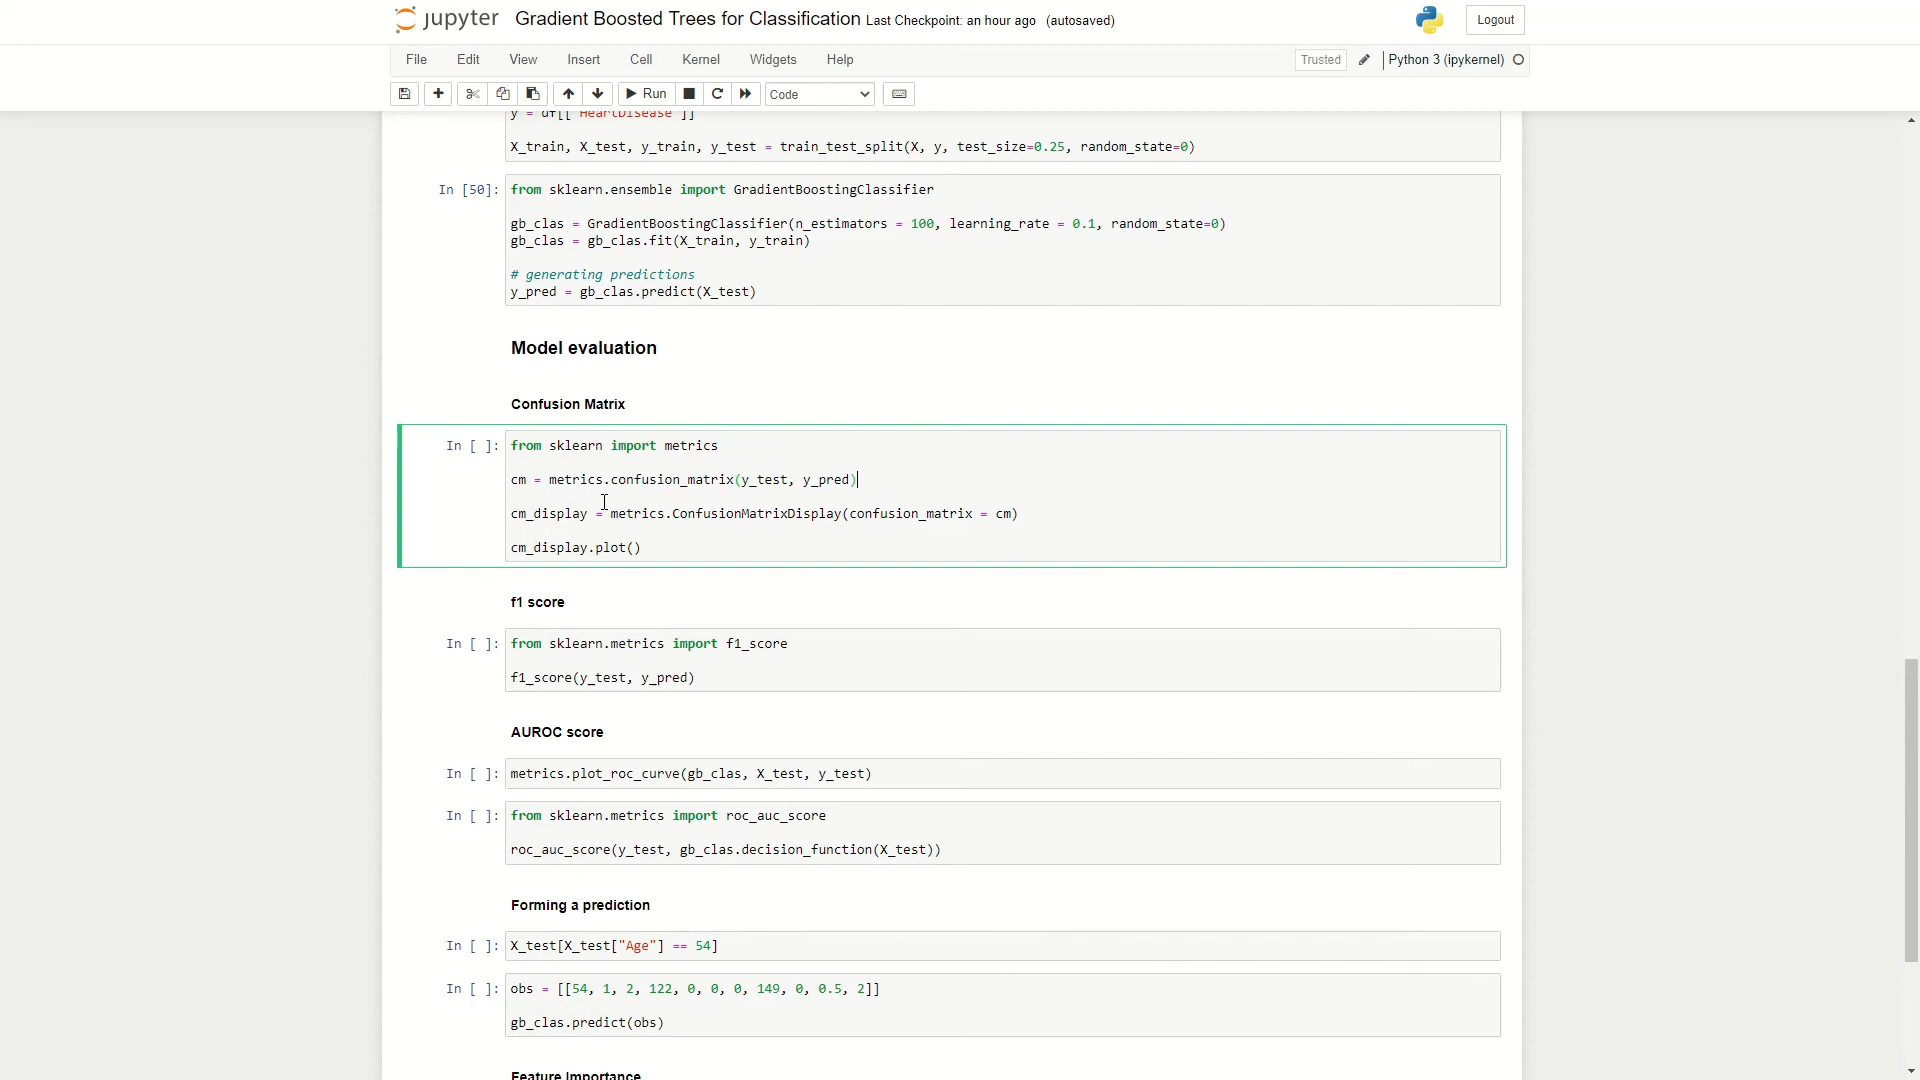 jupyter Gradient Boosted Trees for Classification Last Checkpoint: an hour ago (autosaved) Logout
File Edit View Insert Cell Kernel Widgets Help Trusted Python 3 (ipykernel)
Run Code
y = df[['HeartDisease']]
X_train, X_test, y_train, y_test = train_test_split(X, y, test_size=0.25, random_state=0)
In [50]: from sklearn.ensemble import GradientBoostingClassifier
gb_clas = GradientBoostingClassifier(n_estimators = 100, learning_rate = 0.1, random_state=0)
gb_clas = gb_clas.fit(X_train, y_train)
# generating predictions
y_pred = gb_clas.predict(X_test)
Model evaluation
Confusion Matrix
In [ ]: from sklearn import metrics
cm = metrics.confusion_matrix(y_test, y_pred)
cm_display = metrics.ConfusionMatrixDisplay(confusion_matrix = cm)
cm_display.plot()
f1 score
In [ ]: from sklearn.metrics import f1_score
f1_score(y_test, y_pred)
AUROC score
In [ ]: metrics.plot_roc_curve(gb_clas, X_test, y_test)
In [ ]: from sklearn.metrics import roc_auc_score
roc_auc_score(y_test, gb_clas.decision_function(X_test))
Forming a prediction
In [ ]: X_test[X_test["Age"] == 54]
In [ ]: obs = [[54, 1, 2, 122, 0, 0, 0, 149, 0, 0.5, 2]]
gb_clas.predict(obs)
Feature Importance